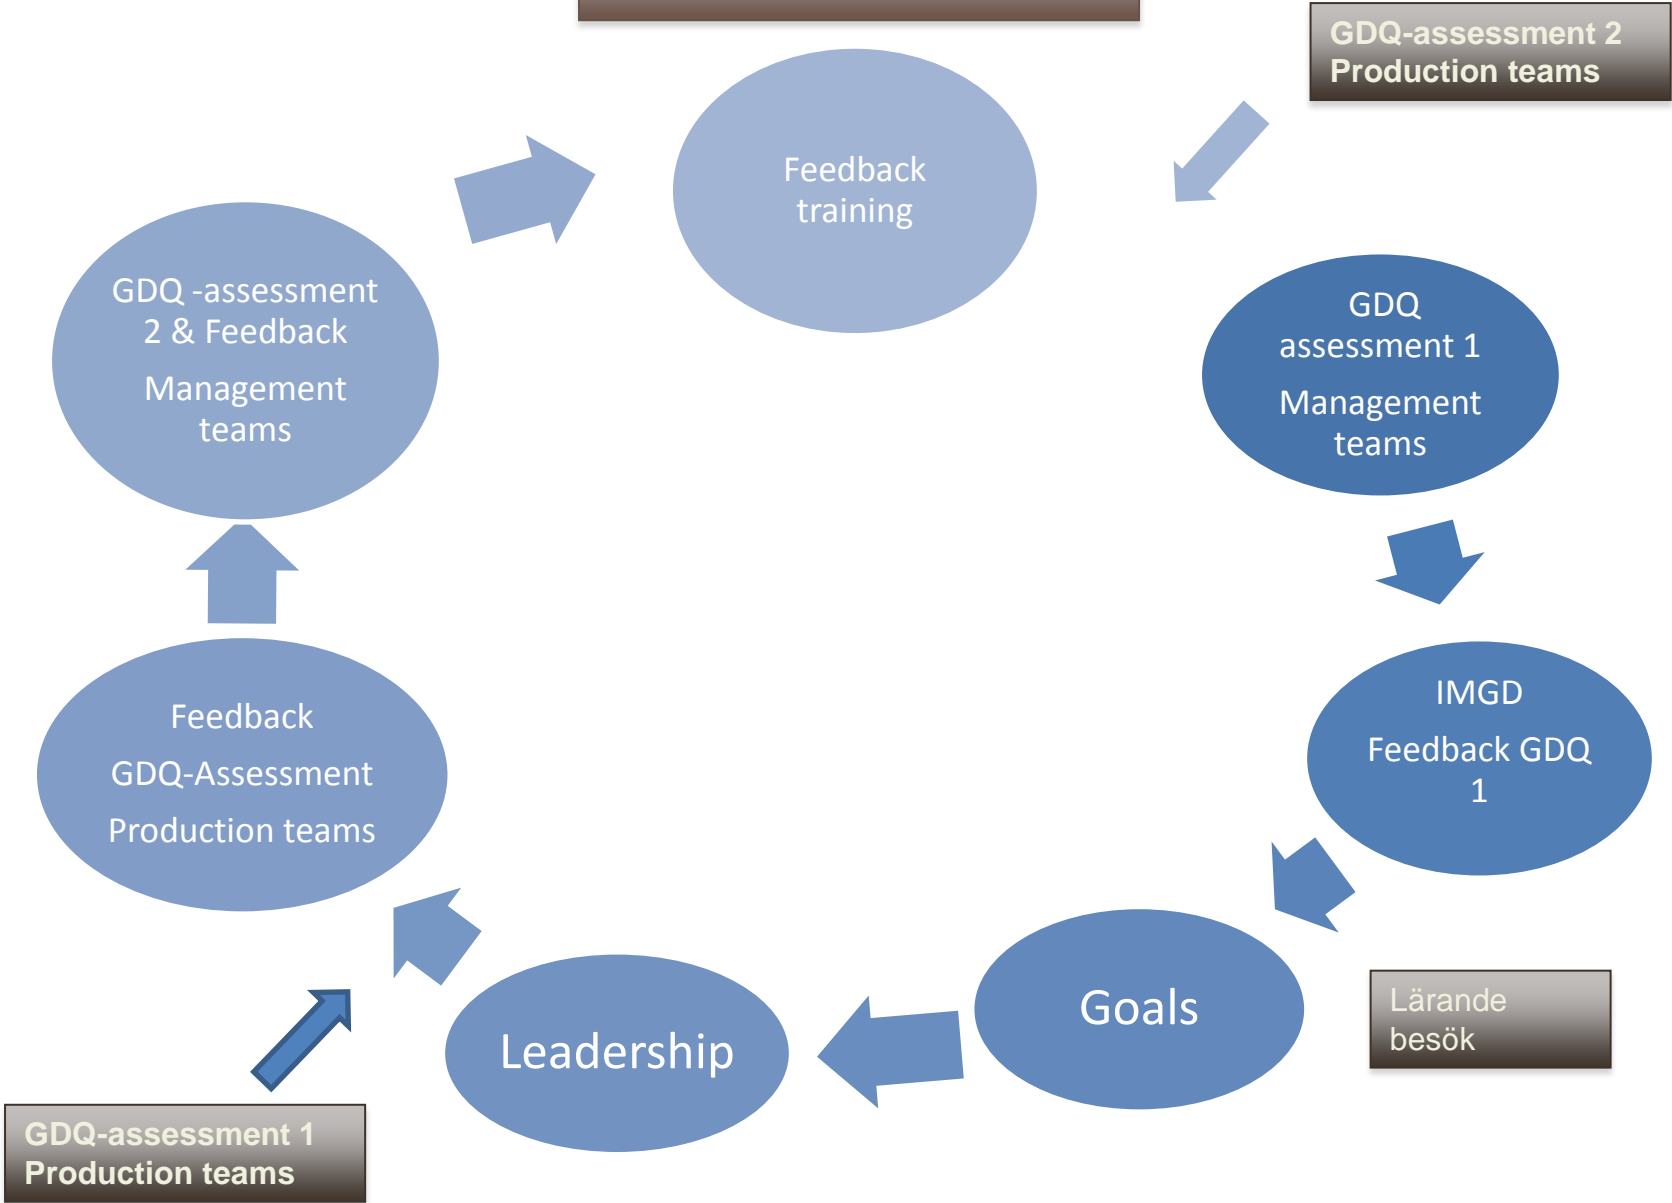 GDQ-assessment 2
Production teams
Feedback
training
GDQ -assessment
2 & Feedback
Management
teams
GDQ
assessment 1
Management
teams
IMGD
Feedback GDQ
1
Feedback
GDQ-Assessment
Production teams
Goals
Leadership
Lärande
besök
GDQ-assessment 1
Production teams